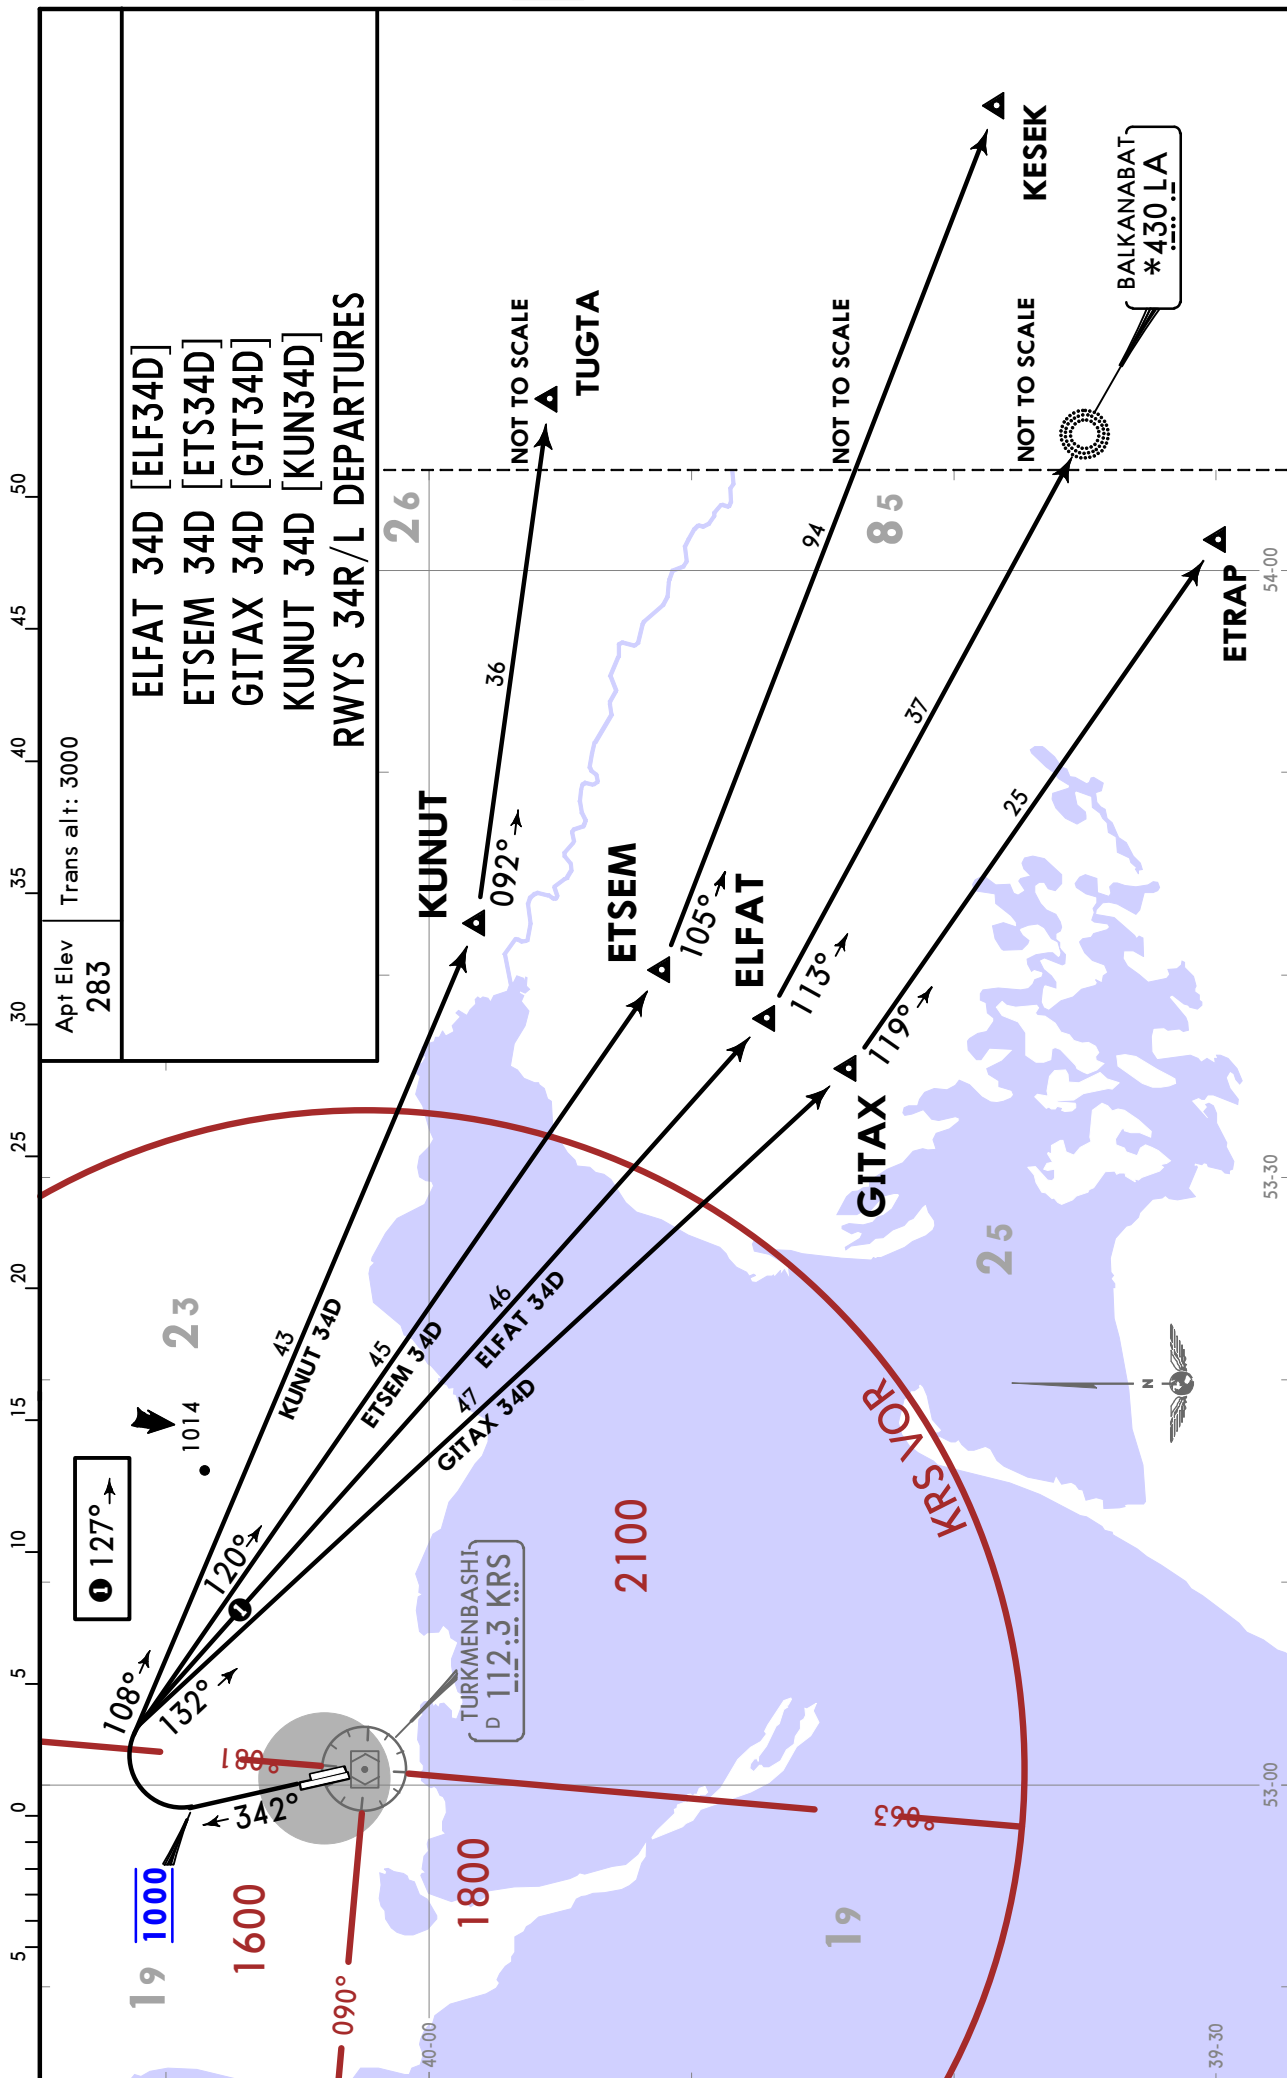 Apt Elev
283
Trans alt: 3000
ELFAT 34D [ELF34D]
ETSEM 34D [ETS34D]
GITAX 34D [GIT34D]
KUNUT 34D [KUN34D]
RWYS 34R/L DEPARTURES
5
0
5
10
15
20
25
30
35
40
45
50
1 127°
1014
23
26
19 1000
1600
1800
2100
19
25
85
108°
120°
132°
342°
1
180°
063°
090°
43
KUNUT 34D
45
ETSEM 34D
46
ELFAT 34D
47
GITAX 34D
KUNUT
092°
36
TUGTA
NOT TO SCALE
ETSEM
105°
94
KESEK
NOT TO SCALE
ELFAT
113°
37
NOT TO SCALE
BALKANABAT
*430 LA
GITAX
119°
25
ETRAP
TURKMENBASHI
D 112.3 KRS
KRS VOR
N
40-00
39-30
53-00
53-30
54-00